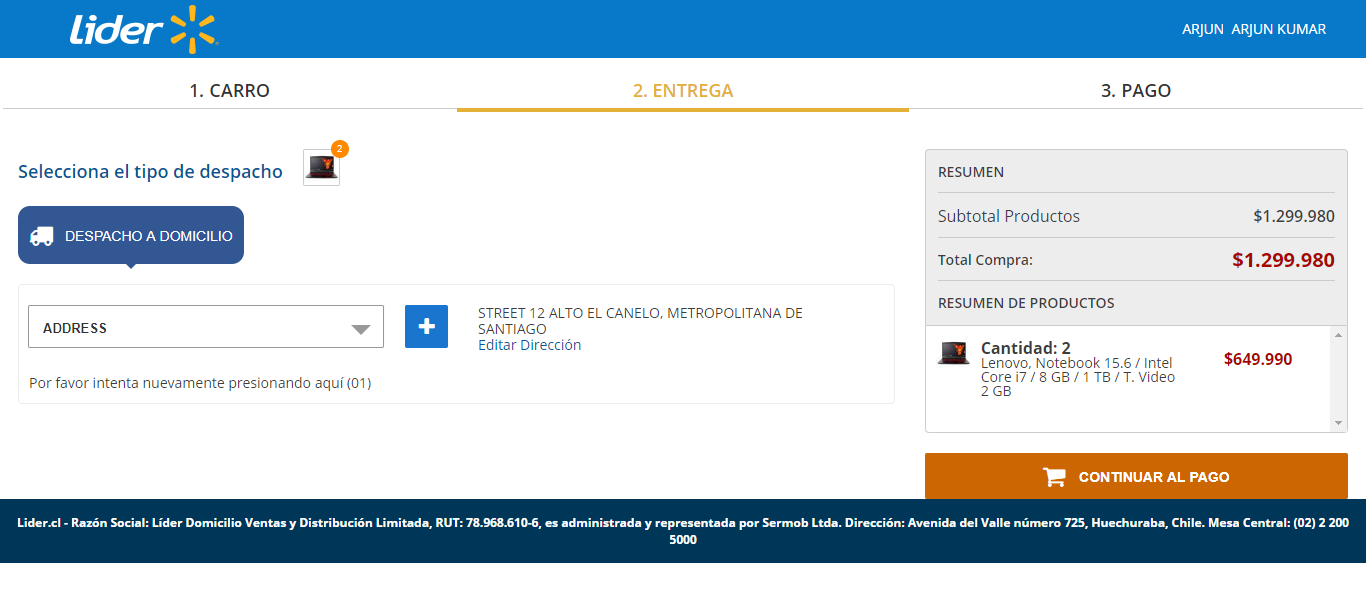 Lider
ARJUN ARJUN KUMAR
1. CARRO
2. ENTREGA
3. PAGO
Selecciona el tipo de despacho
2
DESPACHO A DOMICILIO
ADDRESS
STREET 12 ALTO EL CANELO, METROPOLITANA DE
SANTIAGO
Editar Dirección
Por favor intenta nuevamente presionando aquí (01)
RESUMEN
Subtotal Productos $1.299.980
Total Compra: $1.299.980
RESUMEN DE PRODUCTOS
Cantidad: 2
Lenovo, Notebook 15.6 / Intel
Core i7 / 8 GB / 1 TB / T. Video
2 GB
$649.990
CONTINUAR AL PAGO
Lider.cl - Razón Social: Líder Domicilio Ventas y Distribución Limitada, RUT: 78.968.610-6, es administrada y representada por Sermob Ltda. Dirección: Avenida del Valle número 725, Huechuraba, Chile. Mesa Central: (02) 2 200
5000